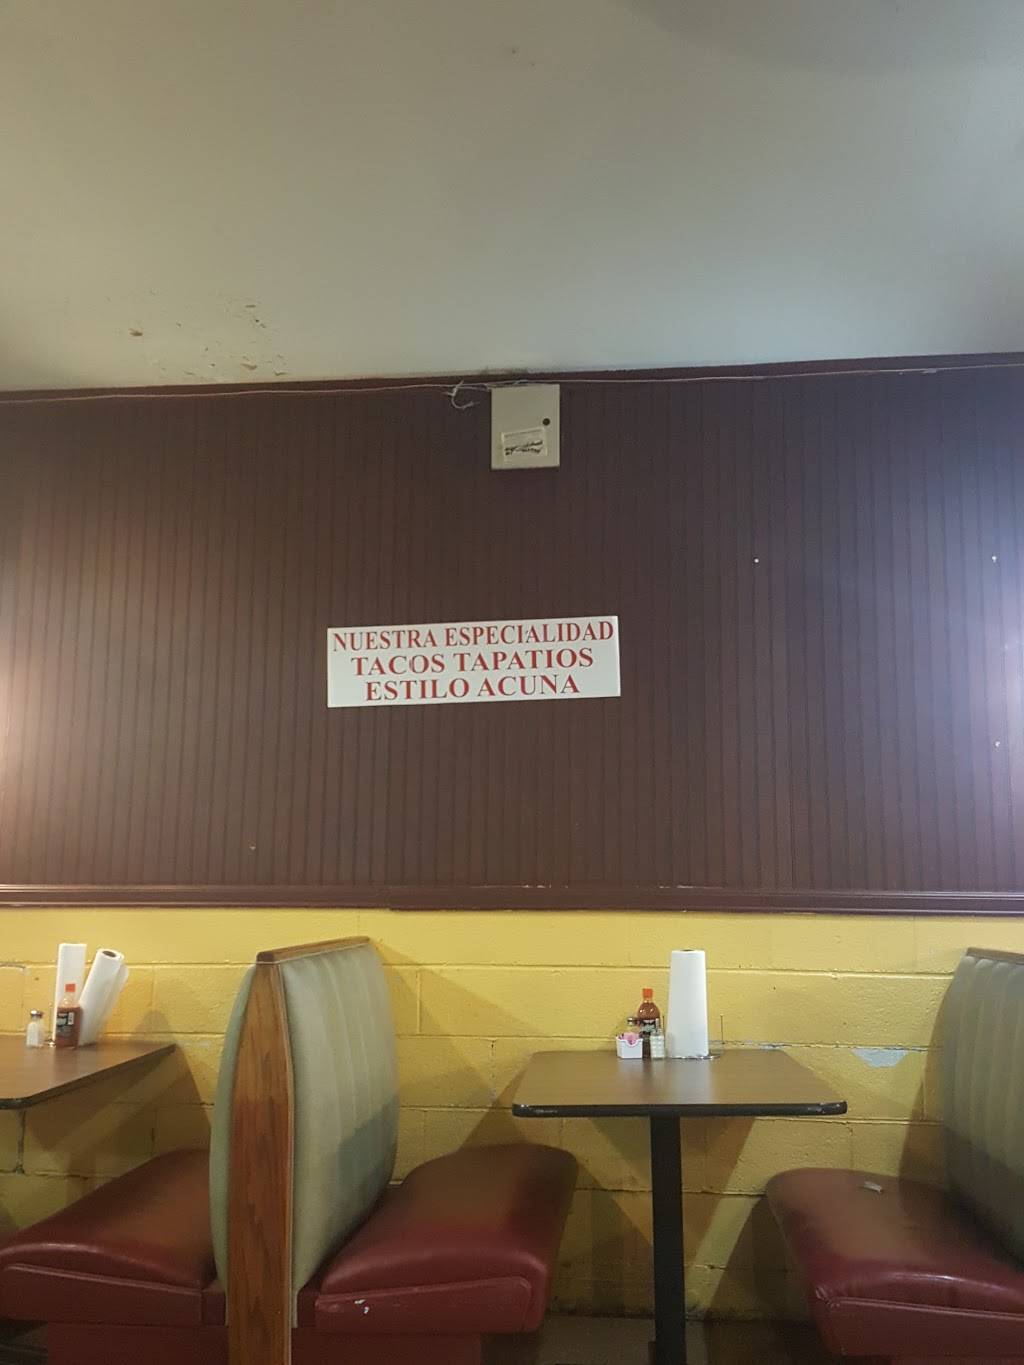 NUESTRA ESPECIALIDAD
TACOS TAPATIOS
ESTILO ACUNA